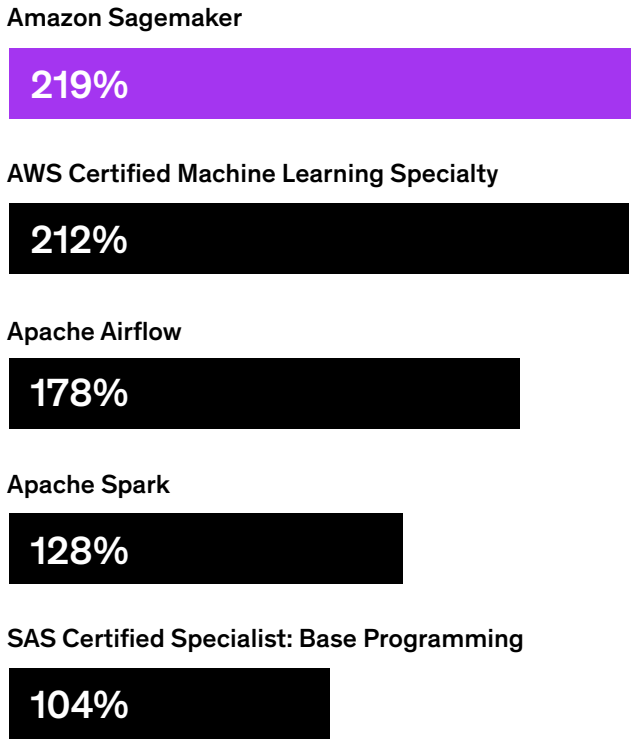 Amazon Sagemaker
219%
AWS Certified Machine Learning Specialty
212%
Apache Airflow
178%
Apache Spark
128%
SAS Certified Specialist: Base Programming
104%